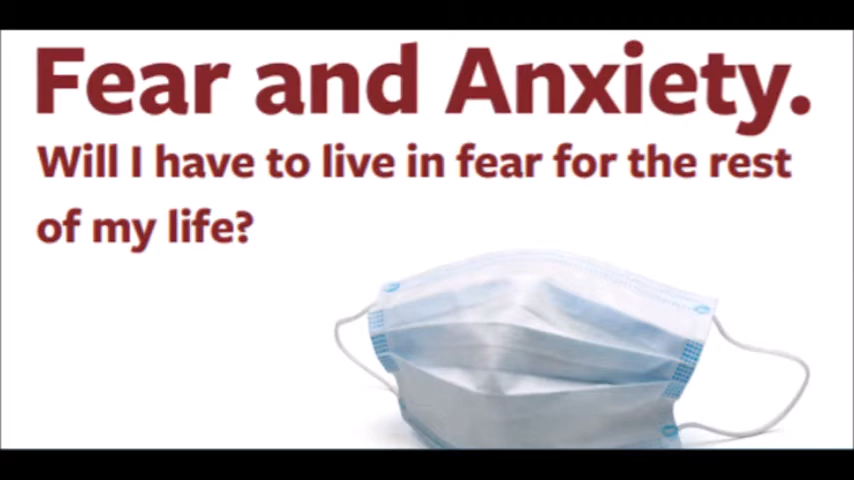 Fear and Anxiety.
Will I have to live in fear for the rest
of my life?